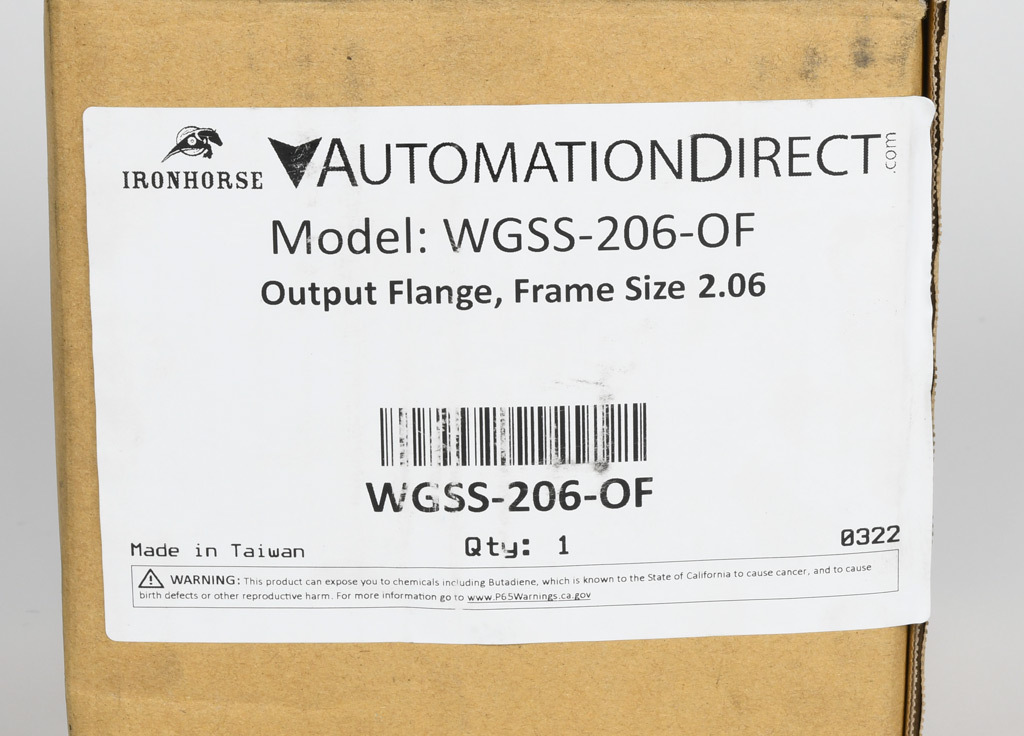 IRONHORSE
AUTOMATIONDIRECT.com
Model: WGSS-206-OF
Output Flange, Frame Size 2.06
WGSS-206-OF
Made in Taiwan
Qty: 1
0322
WARNING: This product can expose you to chemicals including Butadiene, which is known to the State of California to cause cancer, and to cause
birth defects or other reproductive harm. For more information go to www.P65Warnings.ca.gov